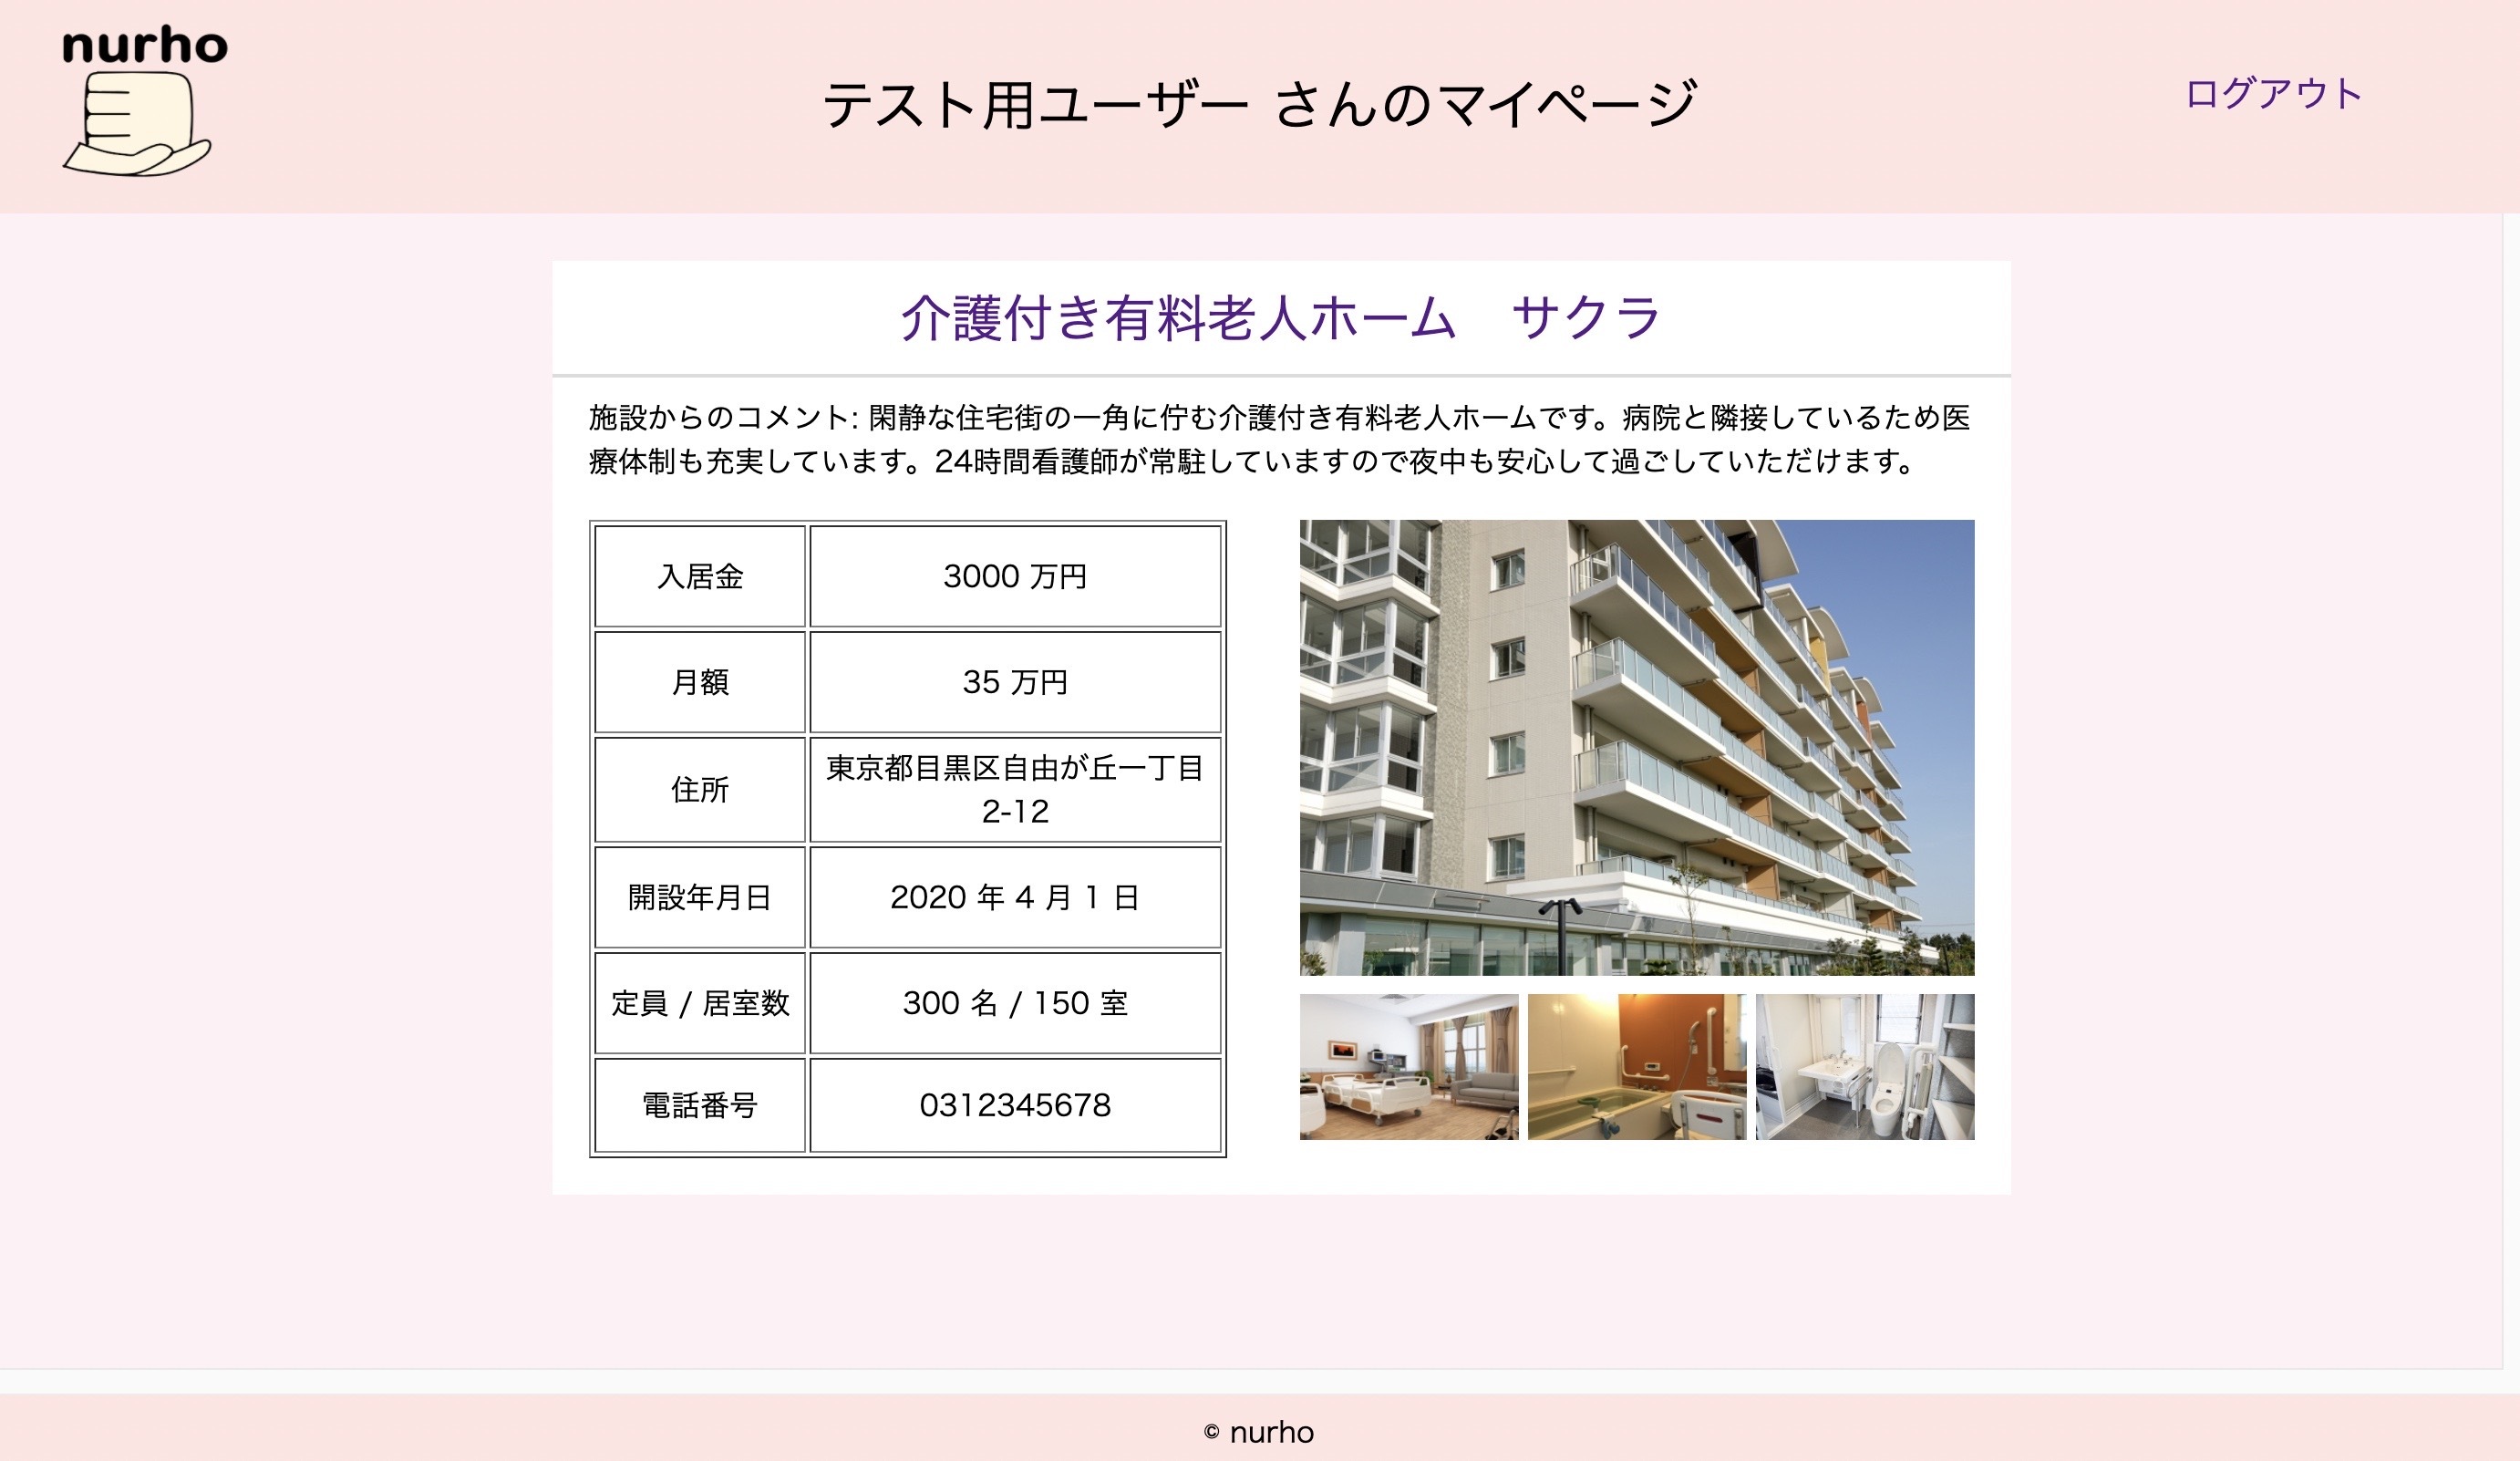 nurho
テスト用ユーザー さんのマイページ
ログアウト
介護付き有料老人ホーム　サクラ
施設からのコメント: 閑静な住宅街の一角に佇む介護付き有料老人ホームです。病院と隣接しているため医
療体制も充実しています。24時間看護師が常駐していますので夜中も安心して過ごしていただけます。
入居金 3000 万円
月額 35 万円
住所 東京都目黒区自由が丘一丁目
2-12
開設年月日 2020 年 4 月 1 日
定員 / 居室数 300 名 / 150 室
電話番号 0312345678
© nurho